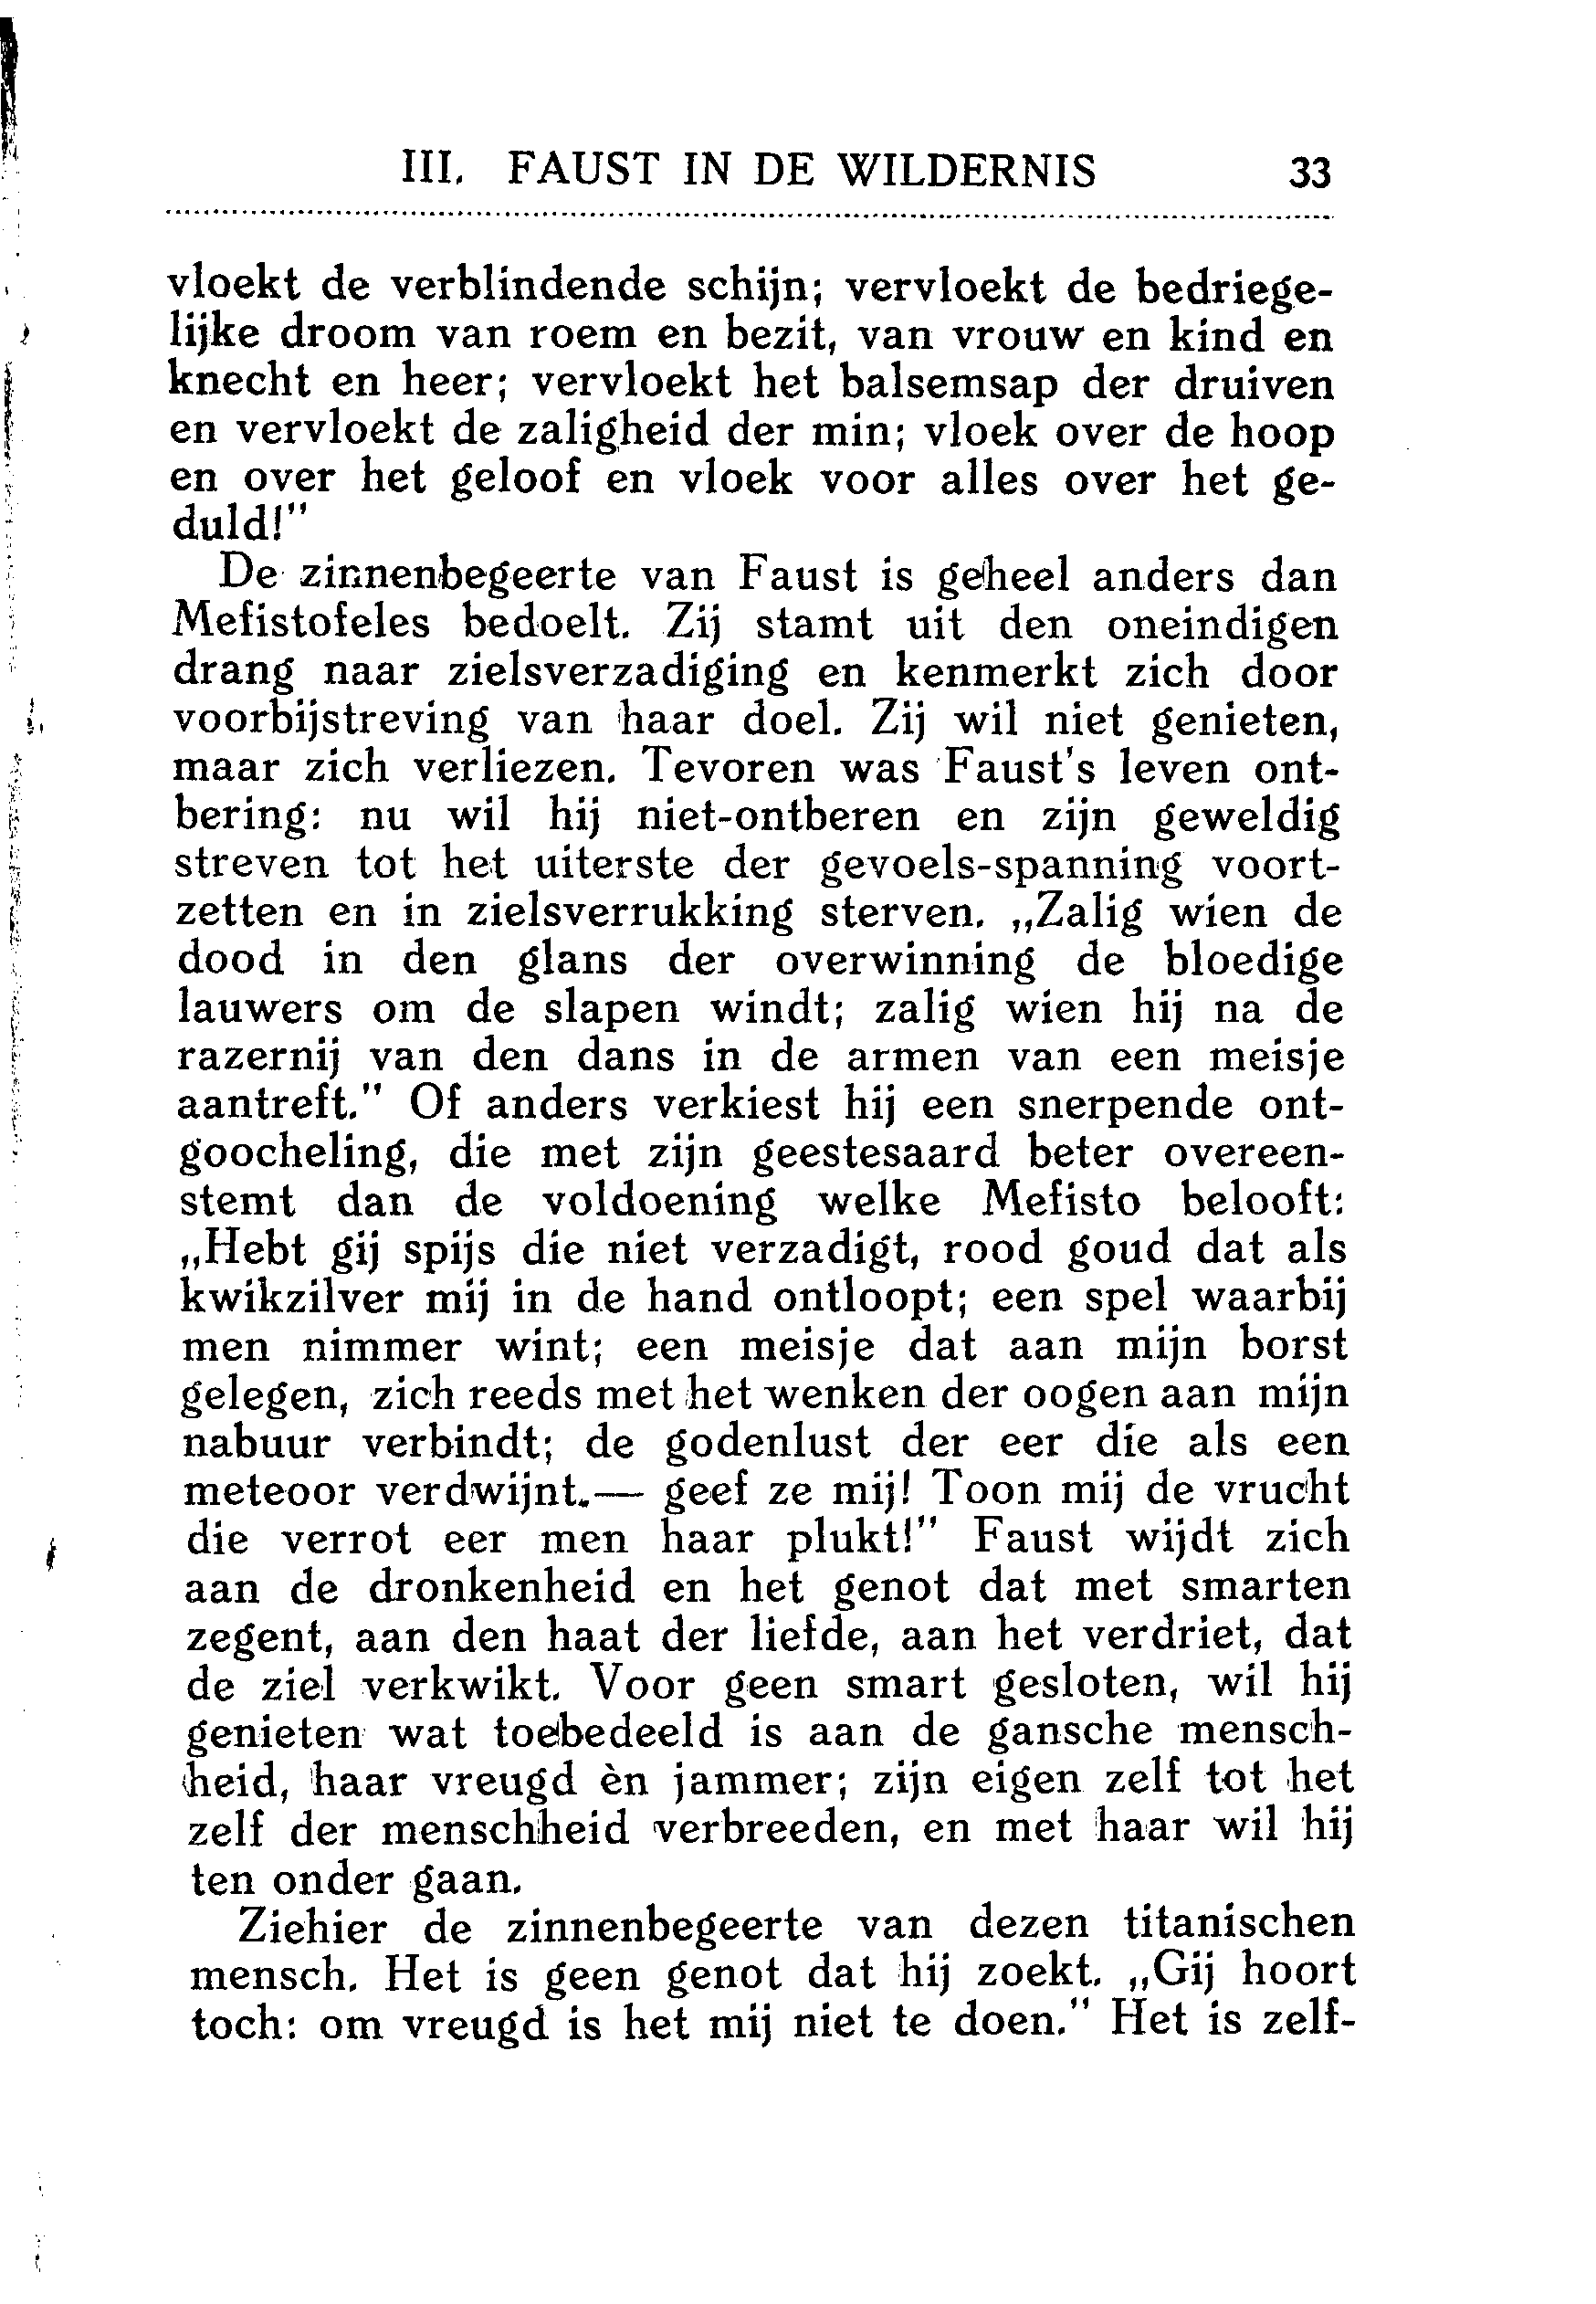 III. FAUST IN DE WILDERNIS 33
vloekt de verblindende schijn; vervloekt de bedriege-
lijke droom van roem en bezit, van vrouw en kind en
knecht en heer; vervloekt het balsemsap der druiven
en vervloekt de zaligheid der min; vloek over de hoop
en over het geloof en vloek voor alles over het ge-
duld!"
De zinnenbegeerte van Faust is geheel anders dan
Mefistofeles bedoelt. Zij stamt uit den oneindigen
drang naar zielsverzadiging en kenmerkt zich door
voorbijstreving van haar doel. Zij wil niet genieten,
maar zich verliezen. Tevoren was Faust's leven ont-
bering: nu wil hij niet-ontberen en zijn geweldig
streven tot het uiterste der gevoels-spanning voort-
zetten en in zielsverrukking sterven. „Zalig wien de
dood in den glans der overwinning de bloedige
lauwers om de slapen windt; zalig wien hij na de
razernij van den dans in de armen van een meisje
aantreft." Of anders verkiest hij een snerpende ont-
goocheling, die met zijn geestesaard beter overeen-
stemt dan de voldoening welke Mefisto belooft:
„Hebt gij spijs die niet verzadigt, rood goud dat als
kwikzilver mij in de hand ontloopt; een spel waarbij
men nimmer wint; een meisje dat aan mijn borst
gelegen, zich reeds met het wenken der oogen aan mijn
nabuur verbindt; de godenlust der eer die als een
meteoor verdwijnt.— geef ze mij! Toon mij de vrucht
die verrot eer men haar plukt!" Faust wijdt zich
aan de dronkenheid en het genot dat met smarten
zegent, aan den haat der liefde, aan het verdriet, dat
de ziel verkwikt. Voor geen smart gesloten, wil hij
genieten wat toebedeeld is aan de gansche mensch-
heid, haar vreugd èn jammer; zijn eigen zelf tot het
zelf der menschheid verbreeden, en met haar wil hij
ten onder gaan.
Ziehier de zinnenbegeerte van dezen titanischen
mensch. Het is geen genot dat hij zoekt. „Gij hoort
toch: om vreugd is het mij niet te doen." Het is zelf-